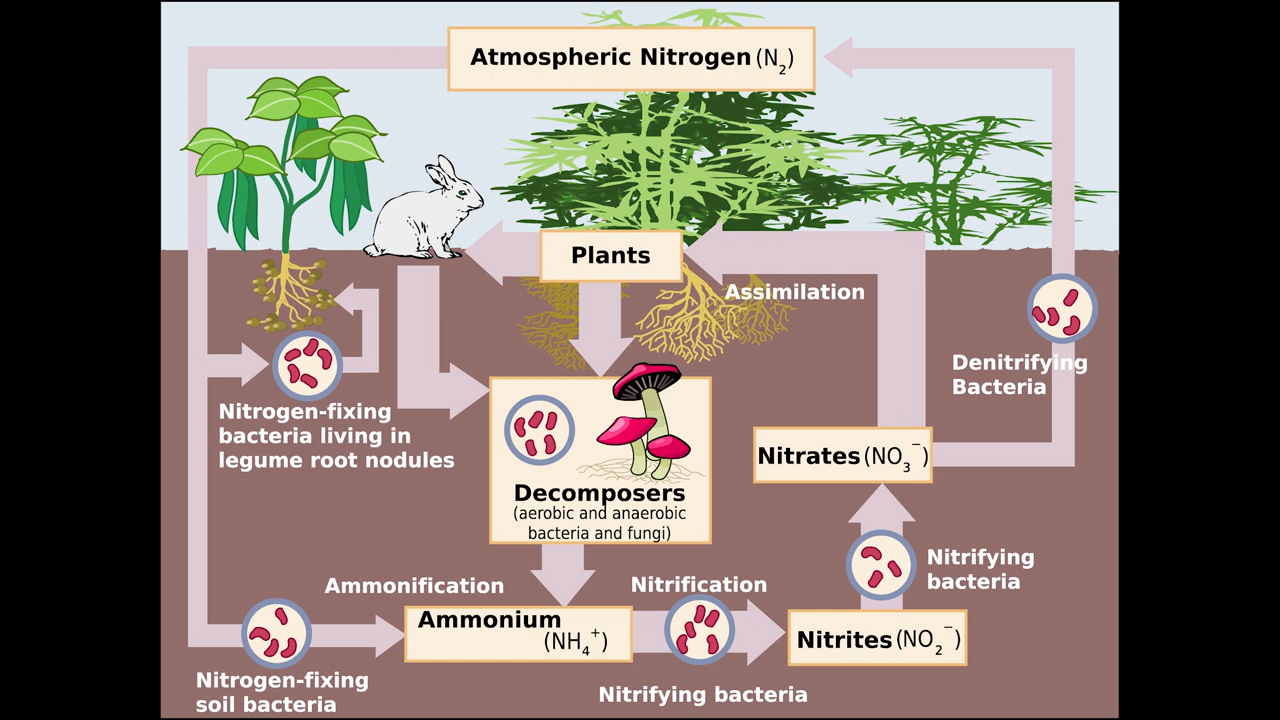 Atmospheric Nitrogen (N₂)
Plants
Assimilation
Denitrifying
Bacteria
Nitrogen-fixing
bacteria living in
legume root nodules
Nitrates (NO₃⁻)
Decomposers
(aerobic and anaerobic
bacteria and fungi)
Nitrifying
bacteria
Ammonification
Nitrification
Ammonium
(NH₄⁺)
Nitrites (NO₂⁻)
Nitrogen-fixing
soil bacteria
Nitrifying bacteria